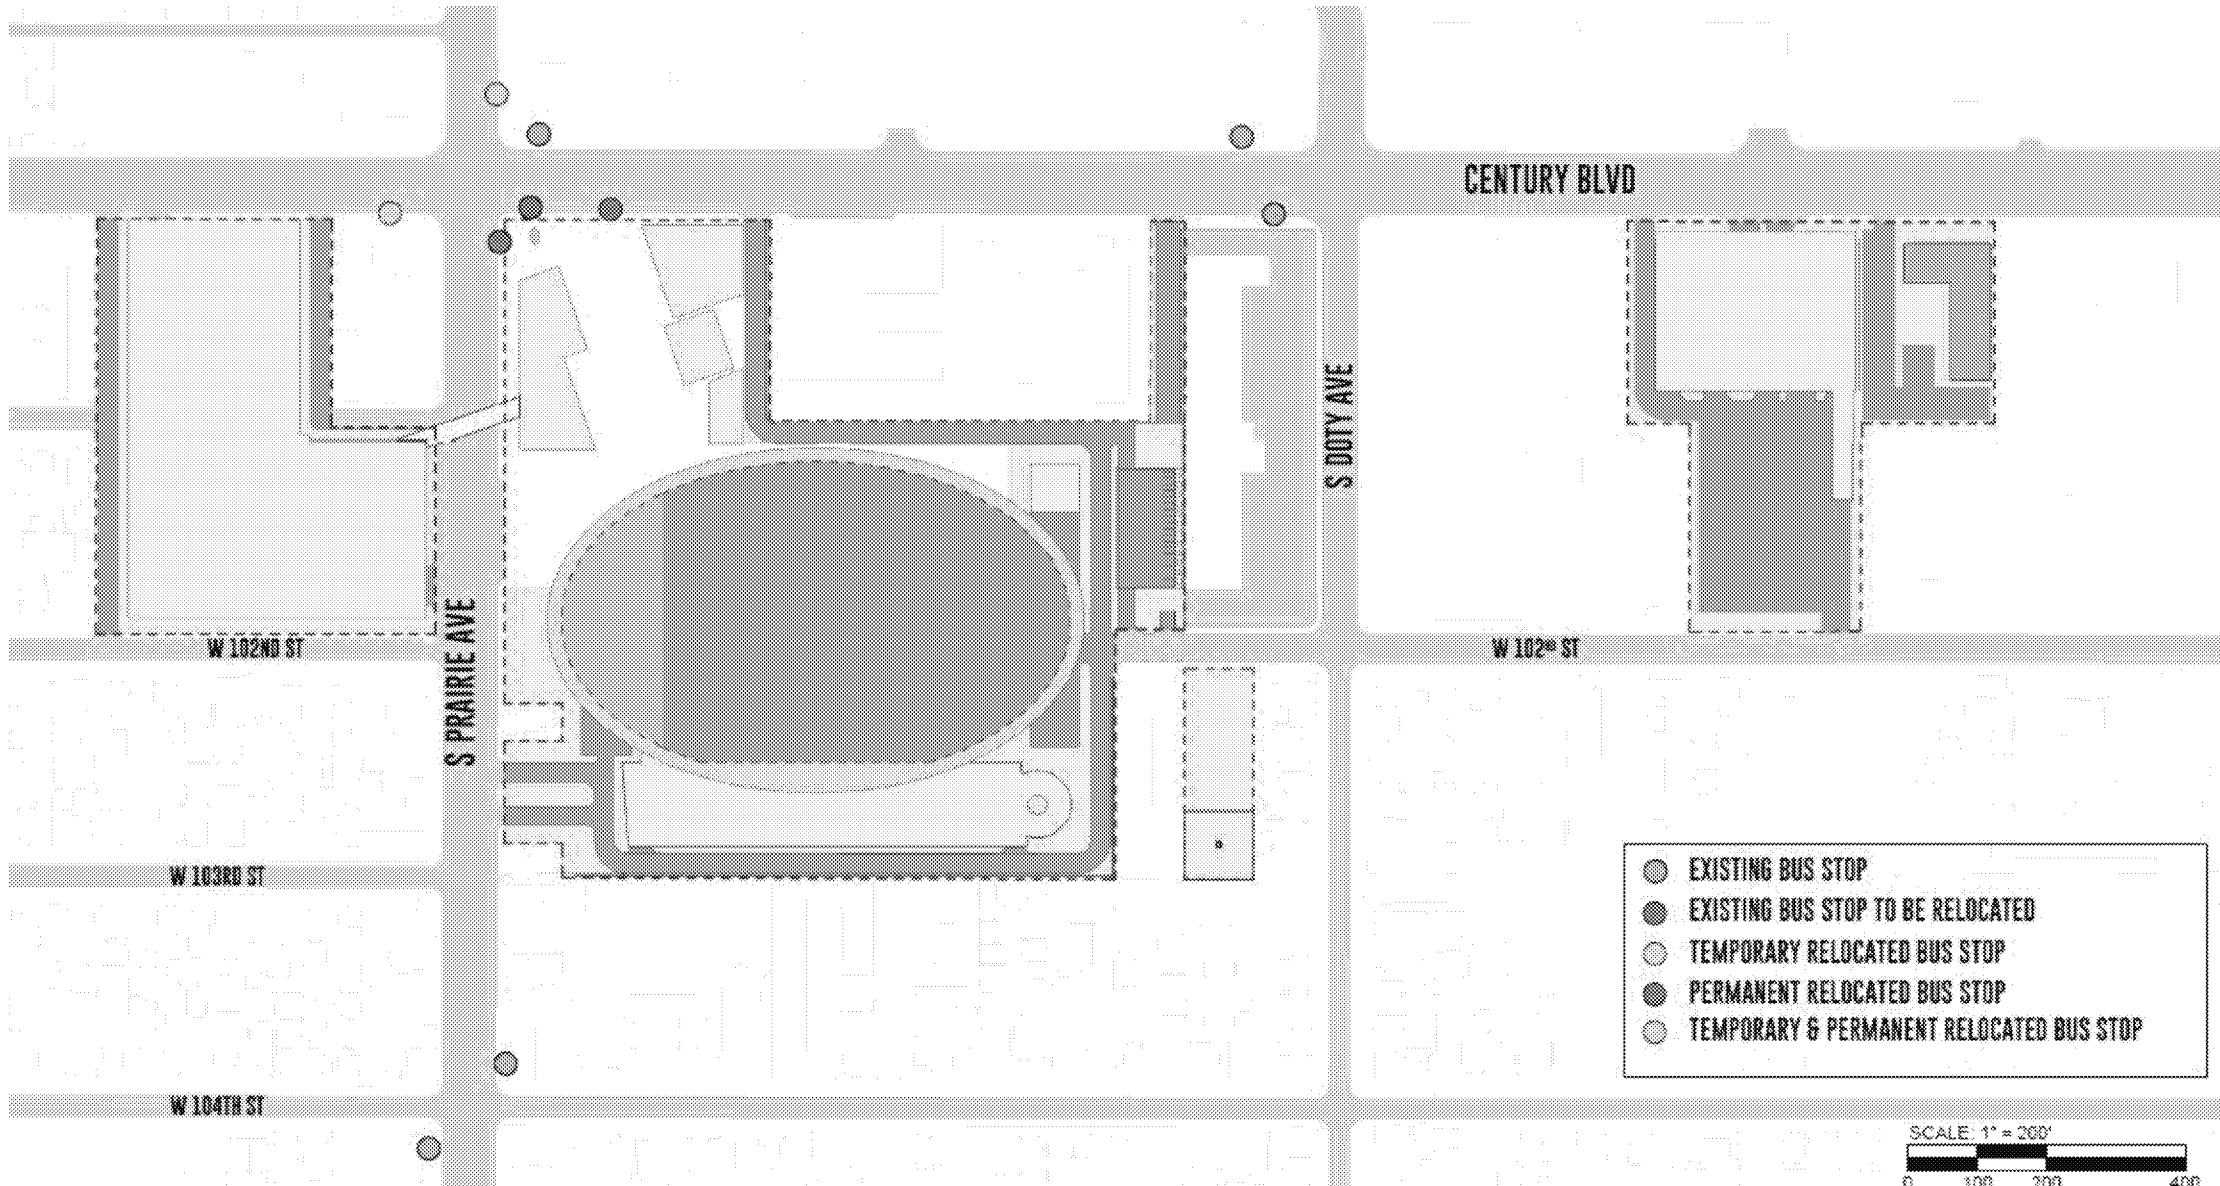 CENTURY BLVD
S DOTY AVE
W 102ND ST
W 102ND ST
S PRAIRIE AVE
W 103RD ST
EXISTING BUS STOP
EXISTING BUS STOP TO BE RELOCATED
TEMPORARY RELOCATED BUS STOP
PERMANENT RELOCATED BUS STOP
TEMPORARY & PERMANENT RELOCATED BUS STOP
W 104TH ST
SCALE: 1" = 200'
0 100 200 400